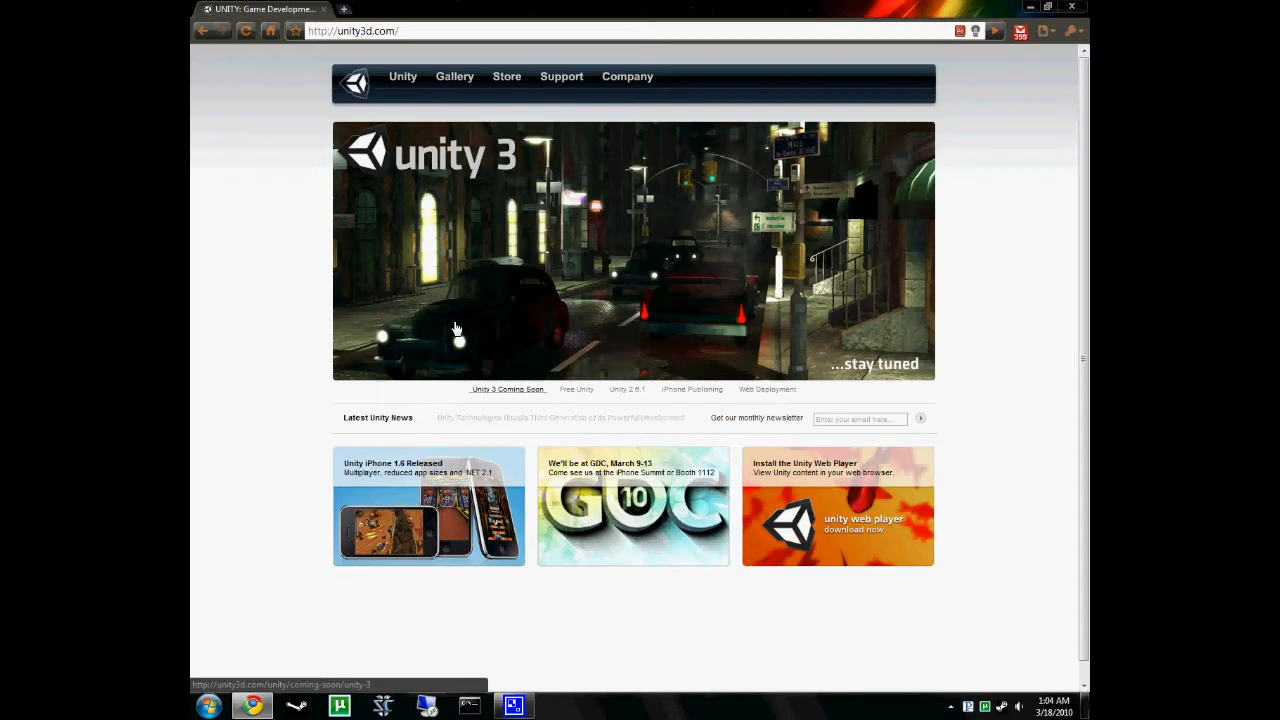 UNITY: Game Developme...
http://unity3d.com/
399
Unity Gallery Store Support Company
unity 3
...stay tuned
Unity 3 Coming Soon Free Unity Unity 2.6.1 iPhone Publishing Web Deployment
Latest Unity News Unity Technologies Unveils Third Generation of its Powerful Development Get our monthly newsletter Enter your email here...
Unity iPhone 1.6 Released
Multiplayer, reduced app sizes and .NET 2.1
We'll be at GDC, March 9-13
Come see us at the iPhone Summit or Booth 1112
GDC
10
Install the Unity Web Player
View Unity content in your web browser.
unity web player
download now
http://unity3d.com/unity/coming-soon/unity-3
1:04 AM
3/18/2010